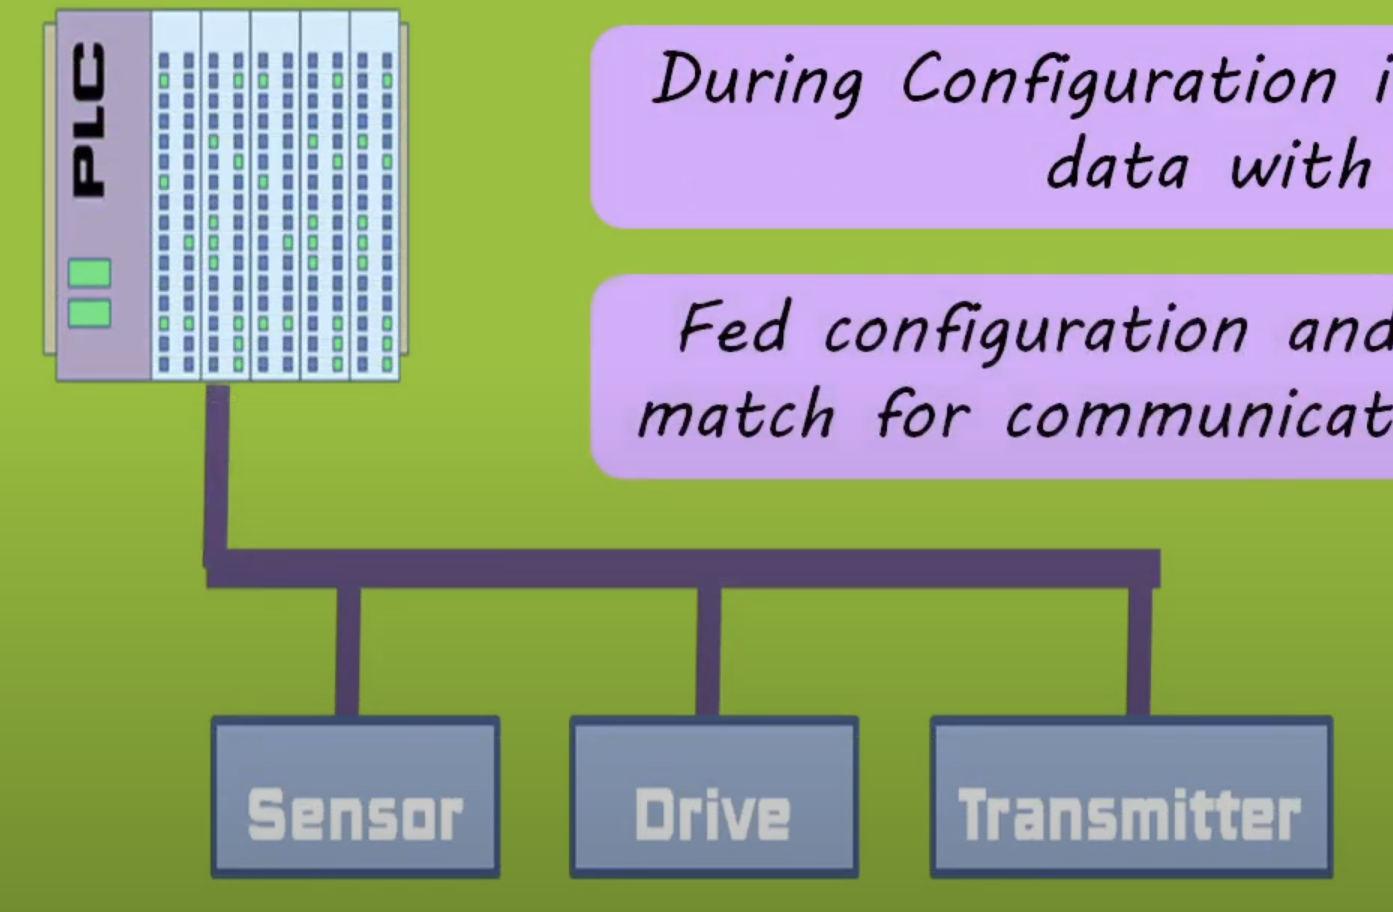 PLC
During Configuration i
data with
Fed configuration and
match for communicat
Sensor
Drive
Transmitter